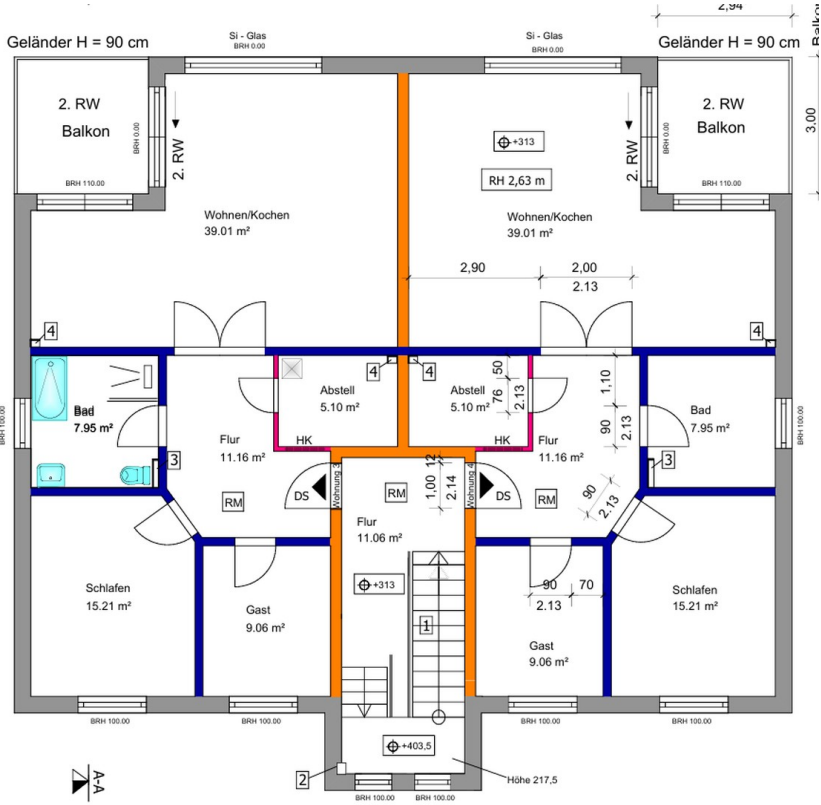 2,94
Balkon
Geländer H = 90 cm
Si - Glas
BRH 0.00
Si - Glas
BRH 0.00
Geländer H = 90 cm
2. RW
Balkon
BRH 0.00
2. RW
BRH 110.00
+313
RH 2,63 m
2. RW
BRH 0.00
2. RW
Balkon
BRH 110.00
3.00
Wohnen/Kochen
39.01 m²
Wohnen/Kochen
39.01 m²
2,90
2,00
2.13
4
4
4
4
Bad
7.95 m²
BRH 100.00
3
Flur
11.16 m²
Abstell
5.10 m²
HK
Abstell
5.10 m²
HK
50
76
2.13
Flur
11.16 m²
1,10
90
2.13
Bad
7.95 m²
BRH 100.00
3
RM
DS
Wohnung 3
RM
12
1,00
2.14
Wohnung 4
DS
RM
90
2.13
Flur
11.06 m²
+313
1
Schlafen
15.21 m²
Gast
9.06 m²
90
70
2.13
Gast
9.06 m²
Schlafen
15.21 m²
BRH 100.00
BRH 100.00
BRH 100.00
BRH 100.00
+403,5
2
Höhe 217,5
BRH 100.00
BRH 100.00
A-A